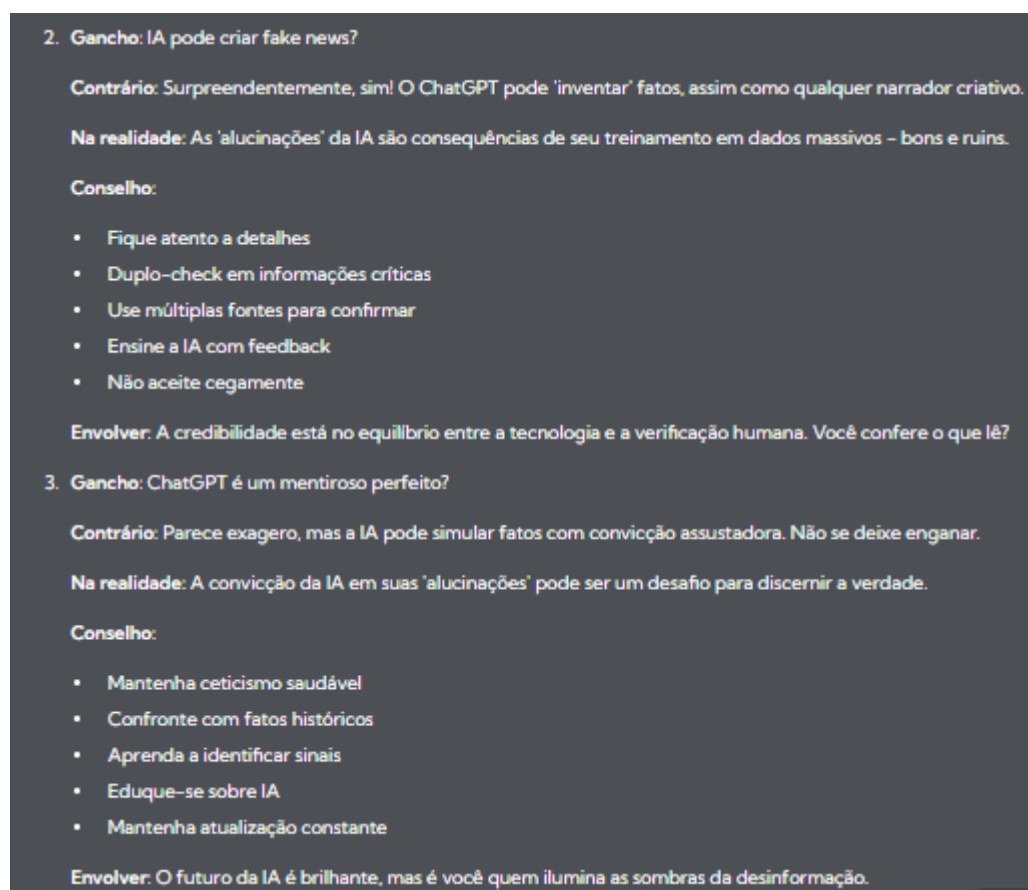 2. Gancho: IA pode criar fake news?
Contrário: Surpreendentemente, sim! O ChatGPT pode 'inventar' fatos, assim como qualquer narrador criativo.
Na realidade: As 'alucinações' da IA são consequências de seu treinamento em dados massivos – bons e ruins.
Conselho:
• Fique atento a detalhes
• Duplo-check em informações críticas
• Use múltiplas fontes para confirmar
• Ensine a IA com feedback
• Não aceite cegamente
Envolver: A credibilidade está no equilíbrio entre a tecnologia e a verificação humana. Você confere o que lê?
3. Gancho: ChatGPT é um mentiroso perfeito?
Contrário: Parece exagero, mas a IA pode simular fatos com convicção assustadora. Não se deixe enganar.
Na realidade: A convicção da IA em suas 'alucinações' pode ser um desafio para discernir a verdade.
Conselho:
• Mantenha ceticismo saudável
• Confronte com fatos históricos
• Aprenda a identificar sinais
• Eduque-se sobre IA
• Mantenha atualização constante
Envolver: O futuro da IA é brilhante, mas é você quem ilumina as sombras da desinformação.